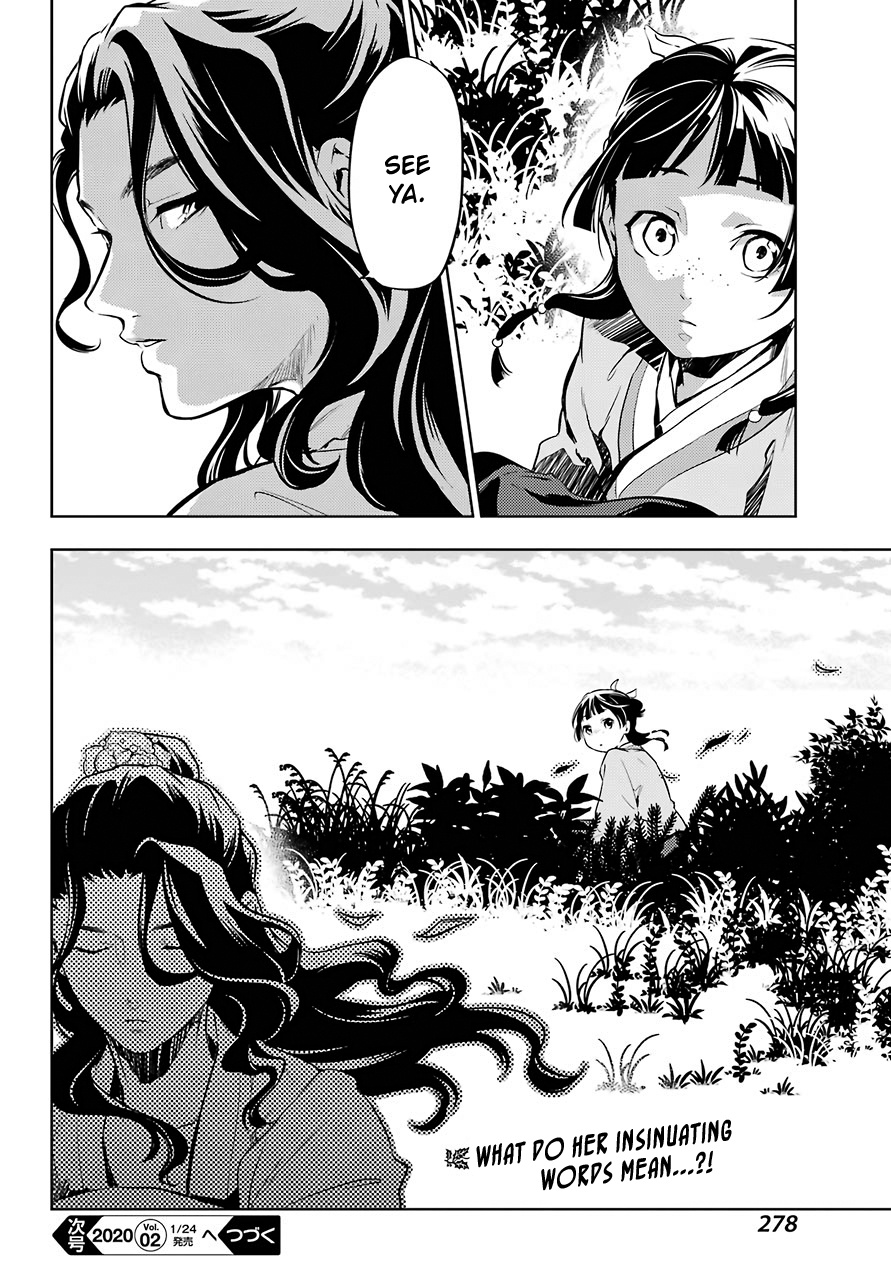 SEE
YA.
WHAT DO HER INSINUATING
WORDS MEAN...?!
次号 2020 Vol. 02 1/24 発売 へ つづく
278